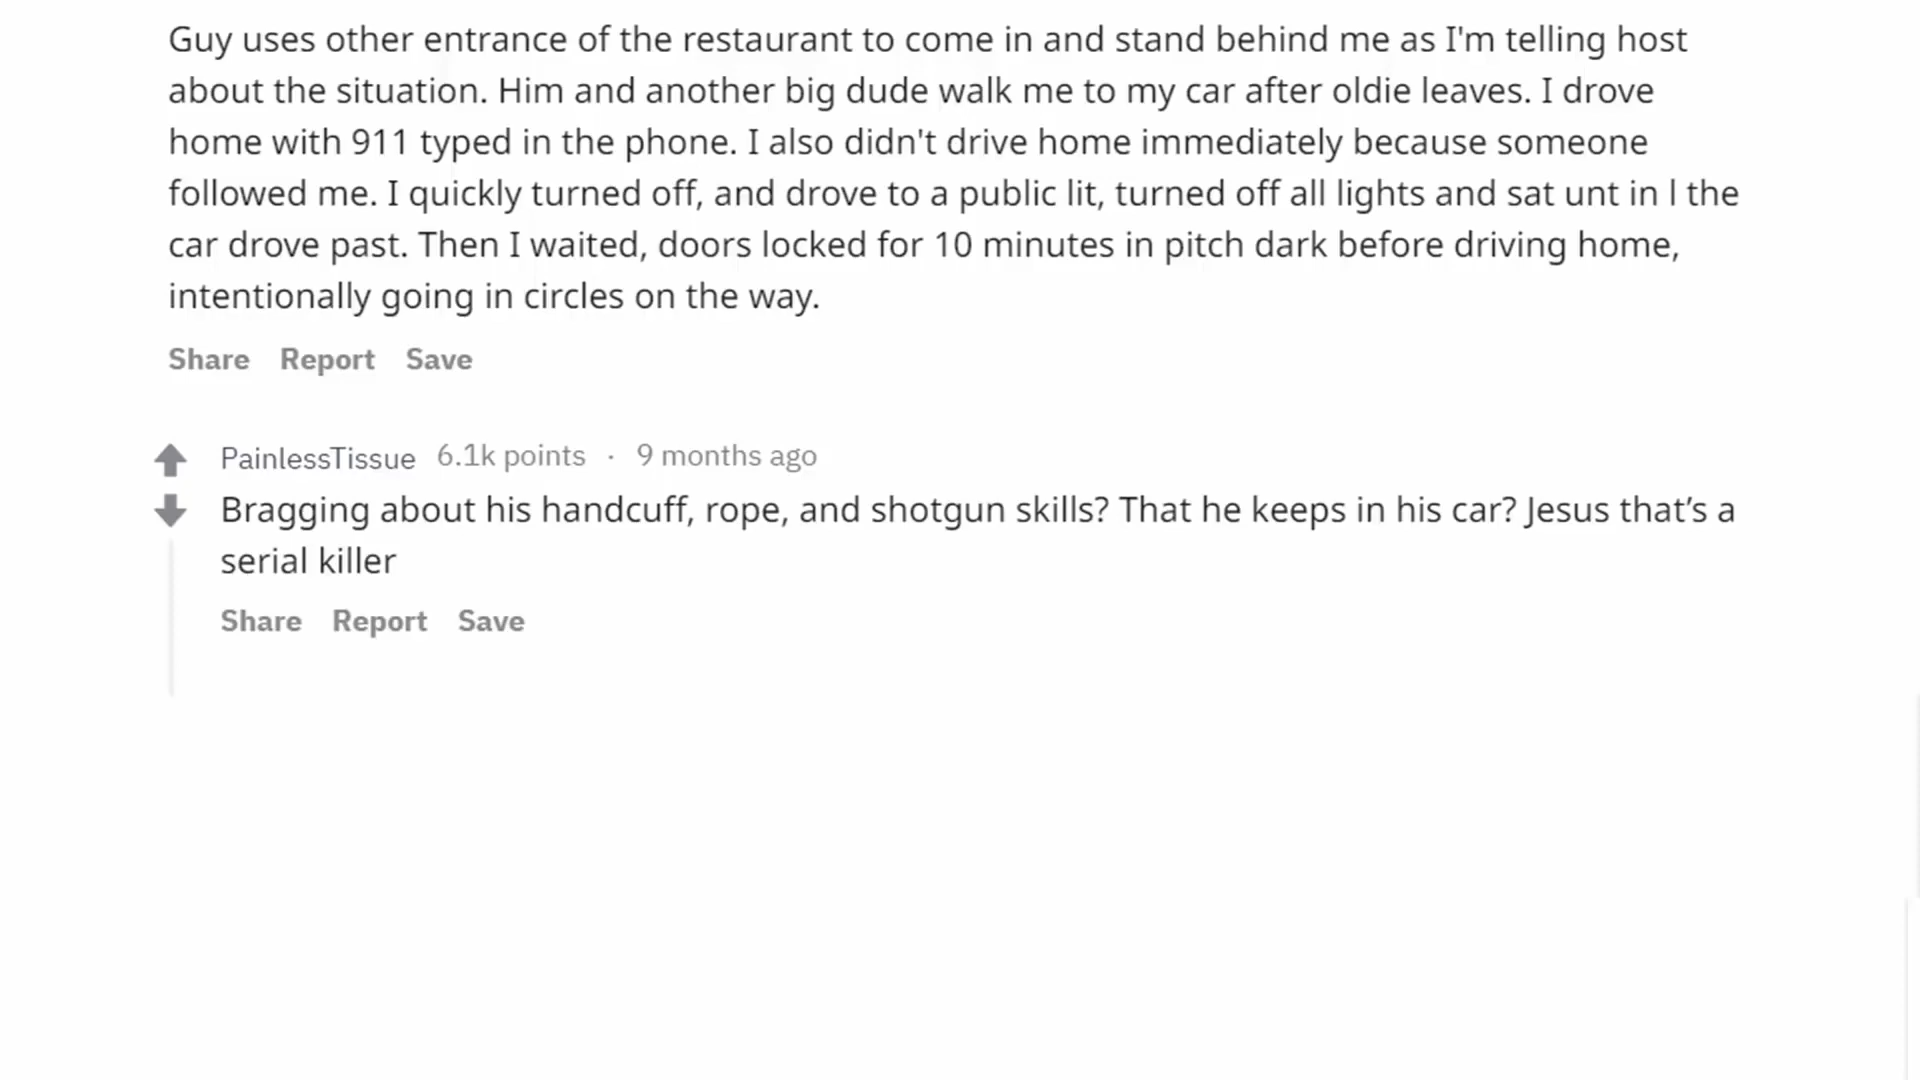 Guy uses other entrance of the restaurant to come in and stand behind me as I'm telling host
about the situation. Him and another big dude walk me to my car after oldie leaves. I drove
home with 911 typed in the phone. I also didn't drive home immediately because someone
followed me. I quickly turned off, and drove to a public lit, turned off all lights and sat unt in l the
car drove past. Then I waited, doors locked for 10 minutes in pitch dark before driving home,
intentionally going in circles on the way.
Share Report Save
PainlessTissue 6.1k points · 9 months ago
Bragging about his handcuff, rope, and shotgun skills? That he keeps in his car? Jesus that’s a
serial killer
Share Report Save